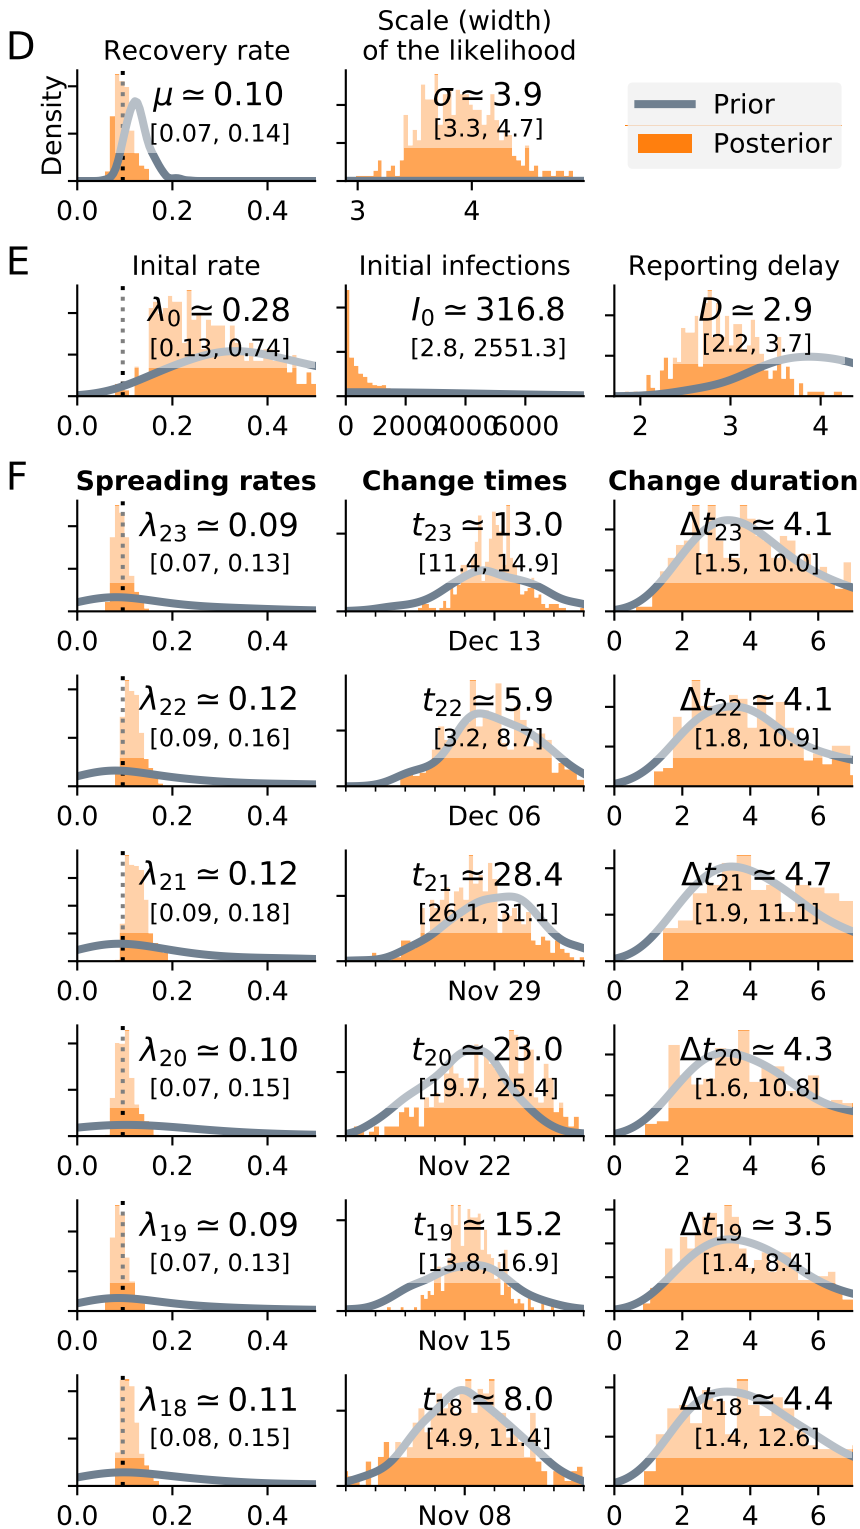 D
Recovery rate
Scale (width)
of the likelihood
Density
μ ≃ 0.10
[0.07, 0.14]
0.0 0.2 0.4
σ ≃ 3.9
[3.3, 4.7]
3 4
Prior
Posterior
E
Inital rate
λ0 ≃ 0.28
[0.13, 0.74]
0.0 0.2 0.4
Initial infections
I0 ≃ 316.8
[2.8, 2551.3]
0 2000 4000 6000
Reporting delay
D ≃ 2.9
[2.2, 3.7]
2 3 4
F
Spreading rates
Change times
Change duration
λ23 ≃ 0.09
[0.07, 0.13]
0.0 0.2 0.4
t23 ≃ 13.0
[11.4, 14.9]
Dec 13
Δt23 ≃ 4.1
[1.5, 10.0]
0 2 4 6
λ22 ≃ 0.12
[0.09, 0.16]
0.0 0.2 0.4
t22 ≃ 5.9
[3.2, 8.7]
Dec 06
Δt22 ≃ 4.1
[1.8, 10.9]
0 2 4 6
λ21 ≃ 0.12
[0.09, 0.18]
0.0 0.2 0.4
t21 ≃ 28.4
[26.1, 31.1]
Nov 29
Δt21 ≃ 4.7
[1.9, 11.1]
0 2 4 6
λ20 ≃ 0.10
[0.07, 0.15]
0.0 0.2 0.4
t20 ≃ 23.0
[19.7, 25.4]
Nov 22
Δt20 ≃ 4.3
[1.6, 10.8]
0 2 4 6
λ19 ≃ 0.09
[0.07, 0.13]
0.0 0.2 0.4
t19 ≃ 15.2
[13.8, 16.9]
Nov 15
Δt19 ≃ 3.5
[1.4, 8.4]
0 2 4 6
λ18 ≃ 0.11
[0.08, 0.15]
0.0 0.2 0.4
t18 ≃ 8.0
[4.9, 11.4]
Nov 08
Δt18 ≃ 4.4
[1.4, 12.6]
0 2 4 6